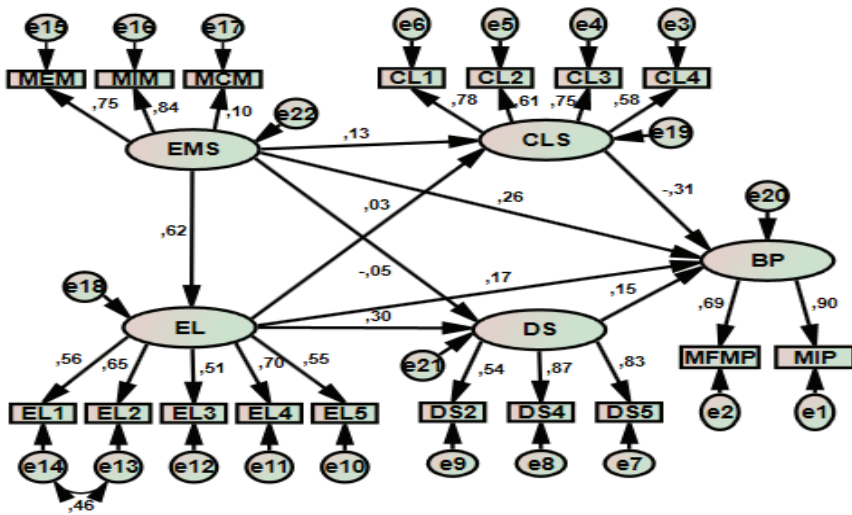 e15 e16 e17 e6 e5 e4 e3
MEM MIM MCM CL1 CL2 CL3 CL4
,75 ,84 ,10 ,78 ,61 ,75 ,58
e22
EMS ,13 CLS e19
,03 ,26 -,31 e20
,62
-,05 BP
e18 ,17
EL ,30 DS ,15 ,69 ,90
,56 ,65 ,51 ,70 ,55 e21 ,54 ,87 ,83 MFMP MIP
EL1 EL2 EL3 EL4 EL5 DS2 DS4 DS5 e2 e1
e14 e13 e12 e11 e10 e9 e8 e7
,46